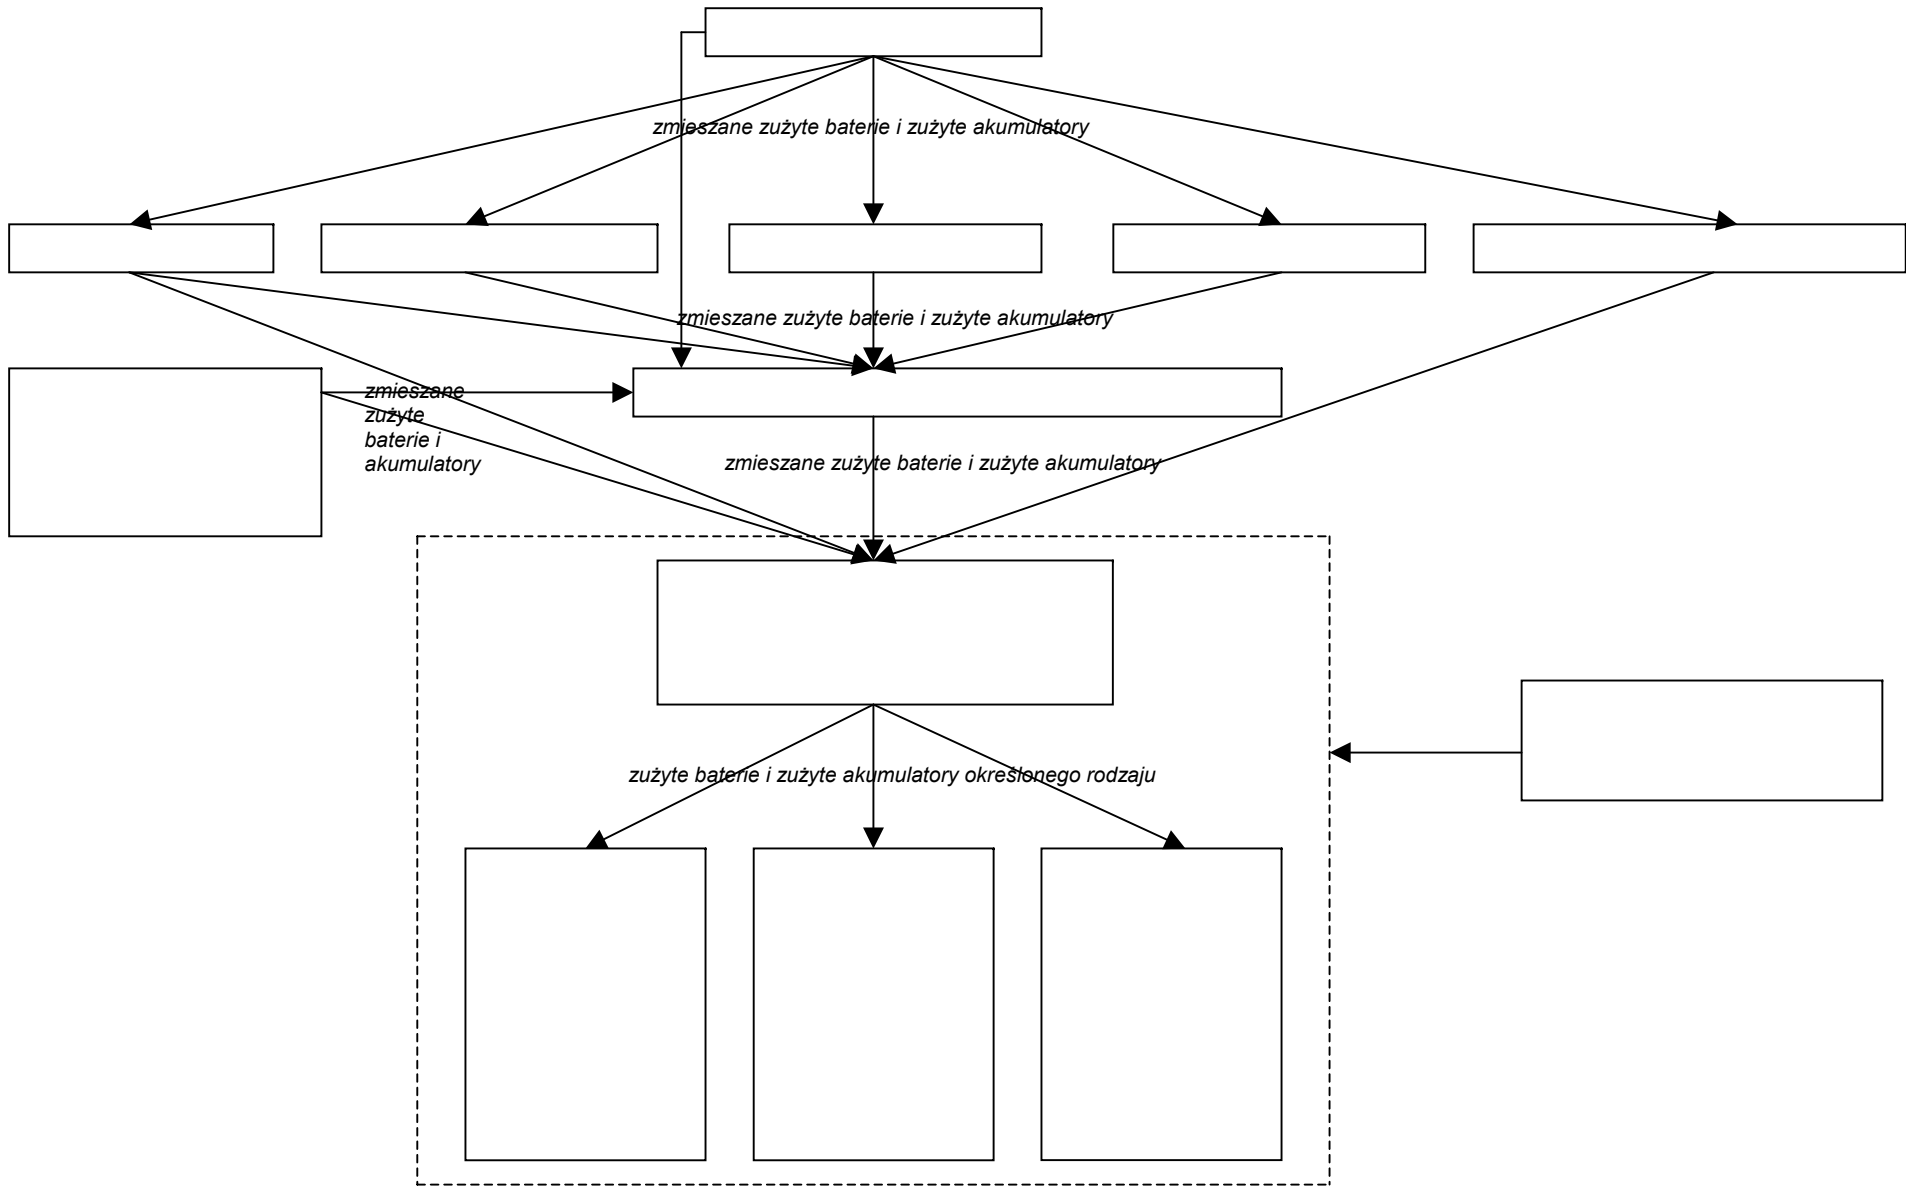 zmieszane zużyte baterie i zużyte akumulatory
zmieszane zużyte baterie i zużyte akumulatory
zmieszane
zużyte
baterie i
akumulatory
zmieszane zużyte baterie i zużyte akumulatory
zużyte baterie i zużyte akumulatory określonego rodzaju